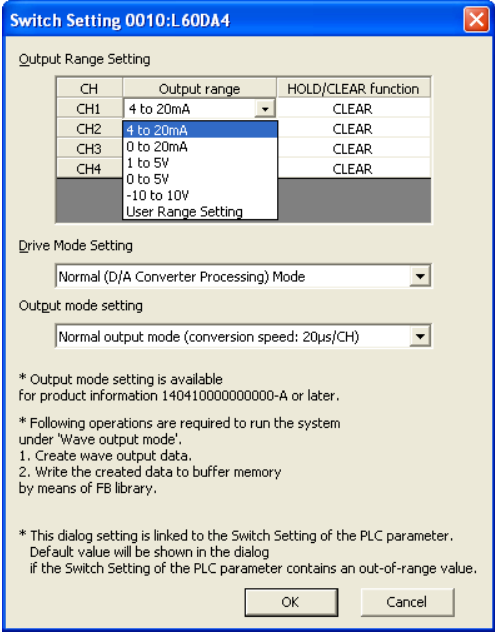 Switch Setting 0010:L60DA4
Output Range Setting
CH Output range HOLD/CLEAR function
CH1 4 to 20mA CLEAR
CH2 4 to 20mA CLEAR
CH3 0 to 20mA CLEAR
CH4 1 to 5V CLEAR
0 to 5V
-10 to 10V
User Range Setting
Drive Mode Setting
Normal (D/A Converter Processing) Mode
Output mode setting
Normal output mode (conversion speed: 20µs/CH)
* Output mode setting is available
for product information 140410000000000-A or later.
* Following operations are required to run the system
under 'Wave output mode'.
1. Create wave output data.
2. Write the created data to buffer memory
by means of FB library.
* This dialog setting is linked to the Switch Setting of the PLC parameter.
Default value will be shown in the dialog
if the Switch Setting of the PLC parameter contains an out-of-range value.
OK Cancel